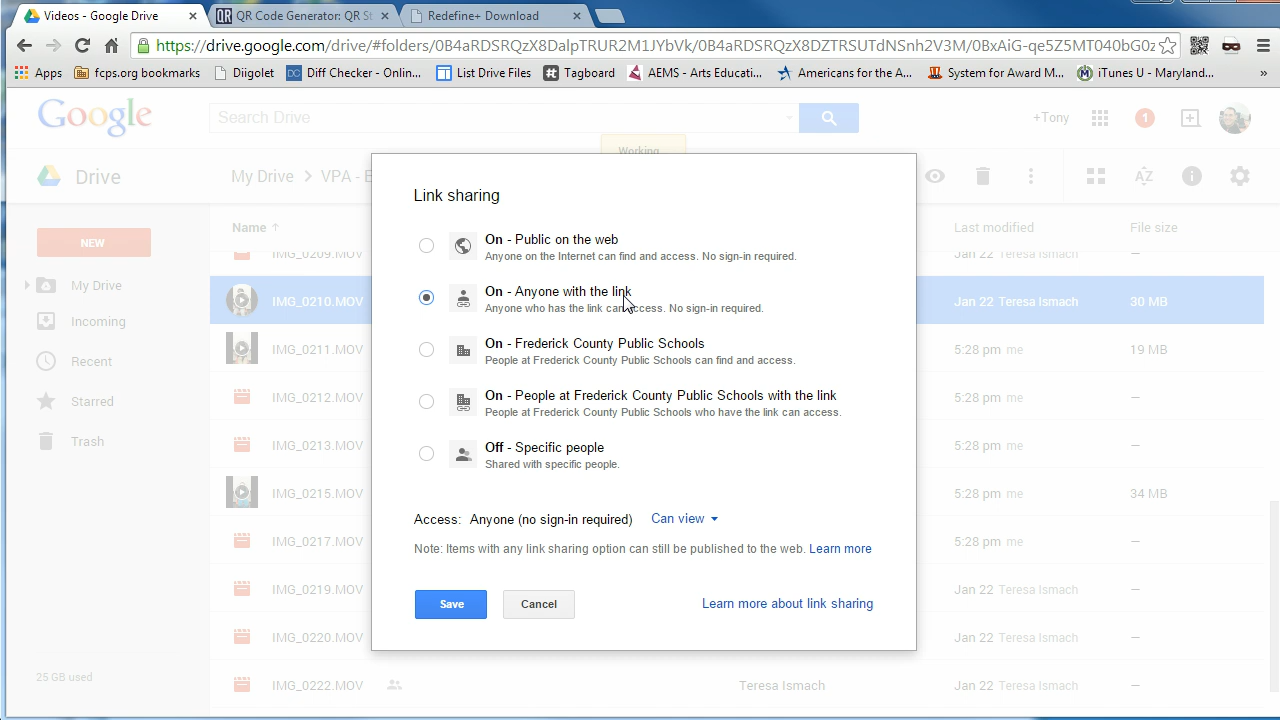 Videos - Google Drive
QR Code Generator: QR St
Redefine+ Download
https://drive.google.com/drive/#folders/0B4aRDSRQzX8DalpTRUR2M1JYbVk/0B4aRDSRQzX8DZTRSUTdNSnh2V3M/0BxAiG-qe5Z5MT040bG0z
Apps
fcps.org bookmarks
Diigolet
Diff Checker - Onlin...
List Drive Files
Tagboard
AEMS - Arts Educati...
Americans for the A...
System for Award M...
iTunes U - Maryland...
»
Google
Search Drive
+Tony
1
Working
Drive
My Drive > VPA - E
AZ
NEW
My Drive
Incoming
Recent
Starred
Trash
25 GB used
Name
Last modified
File size
IMG_0209.MOV
Jan 22 Teresa Ismach
IMG_0210.MOV
Jan 22 Teresa Ismach
30 MB
IMG_0211.MOV
5:28 pm me
19 MB
IMG_0212.MOV
5:28 pm me
—
IMG_0213.MOV
5:28 pm me
—
IMG_0215.MOV
5:28 pm me
34 MB
IMG_0217.MOV
5:28 pm me
—
IMG_0219.MOV
Jan 22 Teresa Ismach
—
IMG_0220.MOV
Jan 22 Teresa Ismach
—
IMG_0222.MOV
Teresa Ismach
Jan 22 Teresa Ismach
—
Link sharing
On - Public on the web
Anyone on the Internet can find and access. No sign-in required.
On - Anyone with the link
Anyone who has the link can access. No sign-in required.
On - Frederick County Public Schools
People at Frederick County Public Schools can find and access.
On - People at Frederick County Public Schools with the link
People at Frederick County Public Schools who have the link can access.
Off - Specific people
Shared with specific people.
Access: Anyone (no sign-in required) Can view
Note: Items with any link sharing option can still be published to the web. Learn more
Save
Cancel
Learn more about link sharing